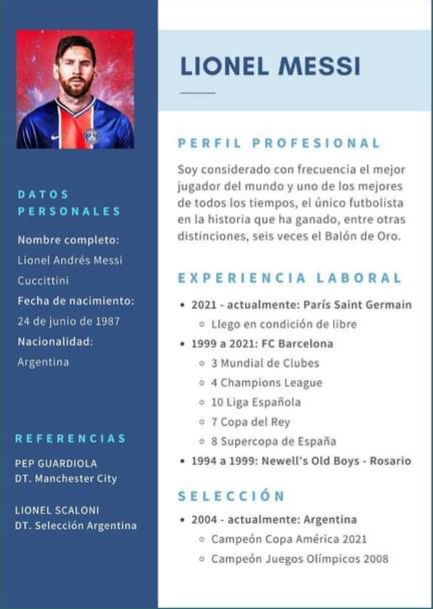 LIONEL MESSI
DATOS
PERSONALES
Nombre completo:
Lionel Andrés Messi
Cuccittini
Fecha de nacimiento:
24 de junio de 1987
Nacionalidad:
Argentina
REFERENCIAS
PEP GUARDIOLA
DT. Manchester City
LIONEL SCALONI
DT. Selección Argentina
PERFIL PROFESIONAL
Soy considerado con frecuencia el mejor
jugador del mundo y uno de los mejores
de todos los tiempos, el único futbolista
en la historia que ha ganado, entre otras
distinciones, seis veces el Balón de Oro.
EXPERIENCIA LABORAL
• 2021 - actualmente: París Saint Germain
◦ Llego en condición de libre
• 1999 a 2021: FC Barcelona
◦ 3 Mundial de Clubes
◦ 4 Champions League
◦ 10 Liga Española
◦ 7 Copa del Rey
◦ 8 Supercopa de España
• 1994 a 1999: Newell's Old Boys - Rosario
SELECCIÓN
• 2004 - actualmente: Argentina
◦ Campeón Copa América 2021
◦ Campeón Juegos Olímpicos 2008